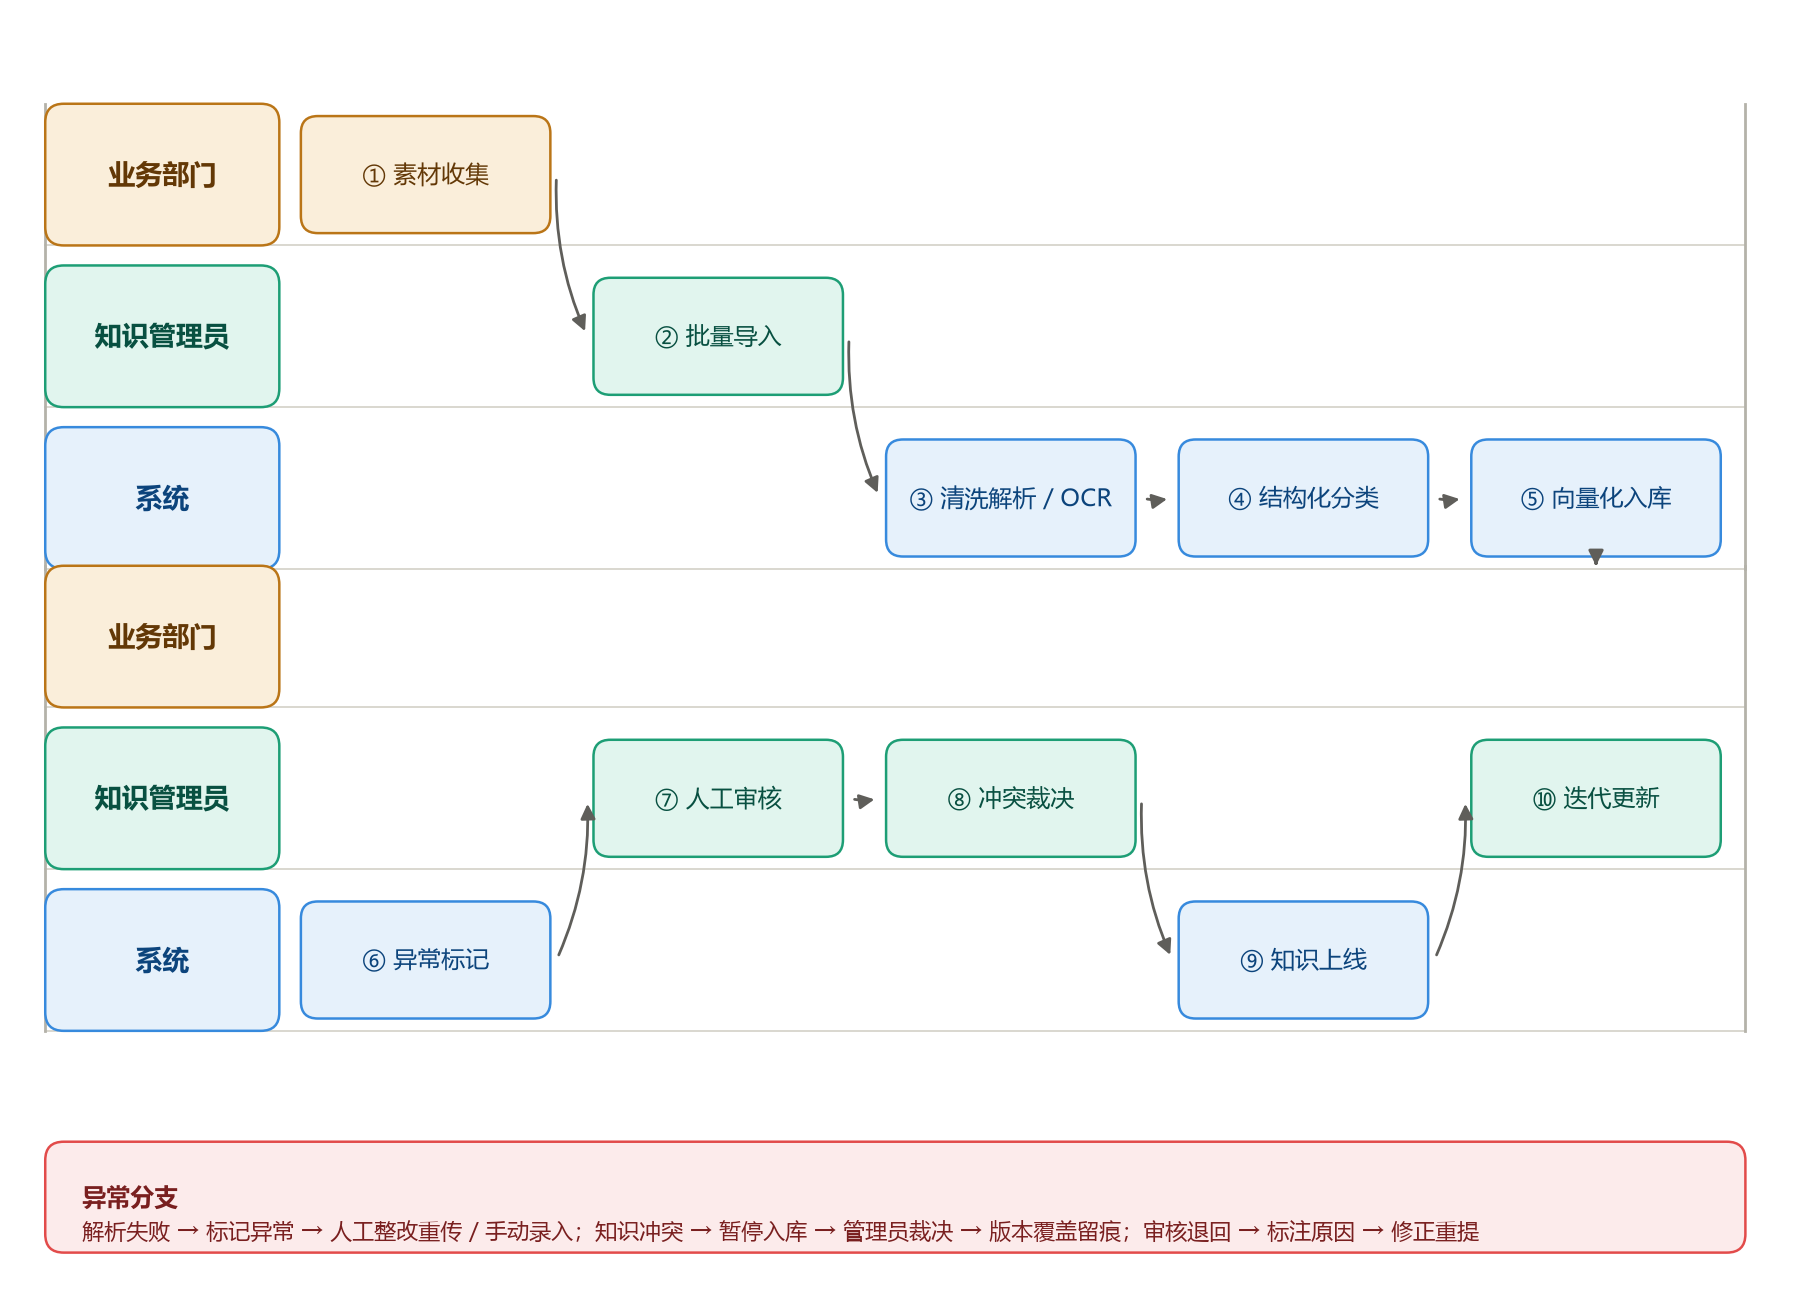 业务部门
① 素材收集
知识管理员
② 批量导入
系统
③ 清洗解析 / OCR
④ 结构化分类
⑤ 向量化入库
业务部门
知识管理员
⑦ 人工审核
⑧ 冲突裁决
⑩ 迭代更新
系统
⑥ 异常标记
⑨ 知识上线
异常分支
解析失败 → 标记异常 → 人工整改重传 / 手动录入；知识冲突 → 暂停入库 → 管理员裁决 → 版本覆盖留痕；审核退回 → 标注原因 → 修正重提